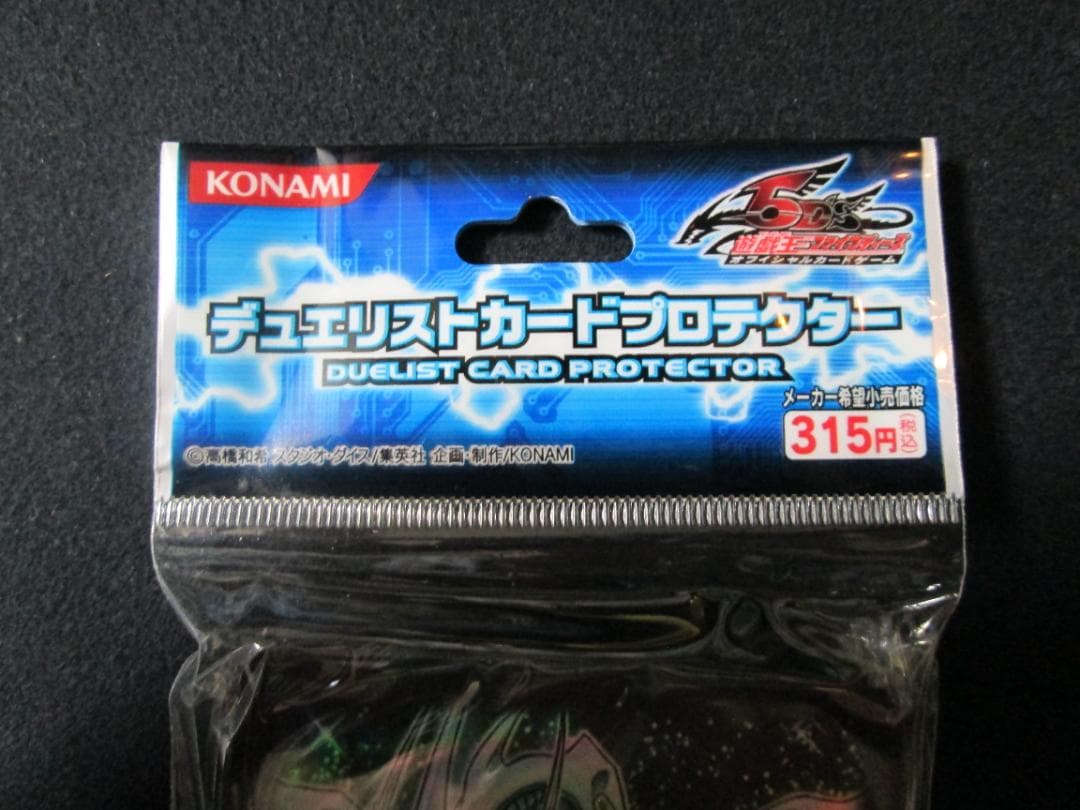 KONAMI
5D's
遊戯王ファイブディーズ
オフィシャルカードゲーム
デュエリストカードプロテクター
DUELIST CARD PROTECTOR
メーカー希望小売価格
315円(税込)
©高橋和希 スタジオ・ダイス/集英社 企画・制作/KONAMI